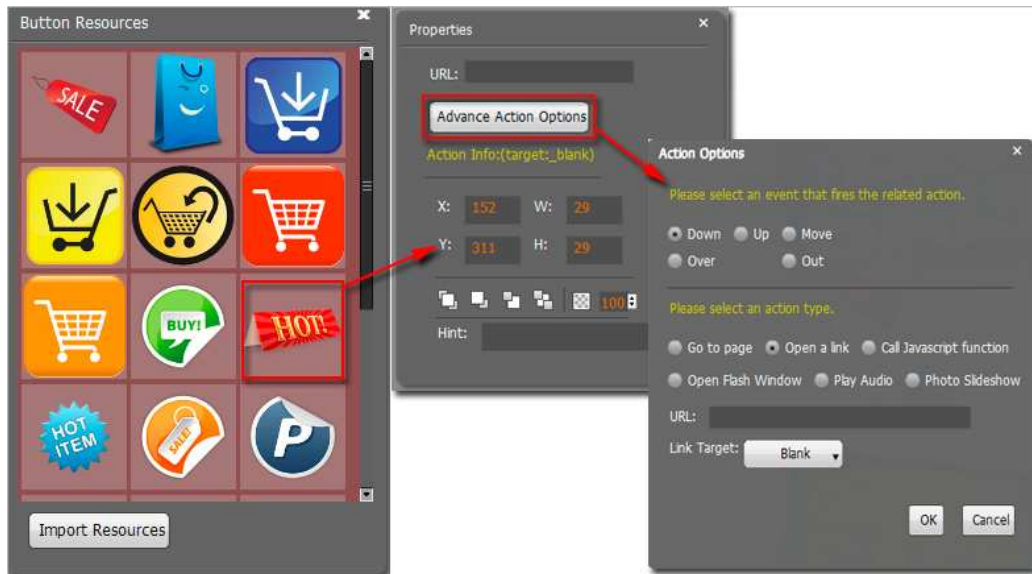 Button Resources
SALE
BUY!
HOT!
HOT
ITEM
SALE!
P
Import Resources
Properties
URL:
Advance Action Options
Action Info:(target:_blank)
X: 152 W: 29
Y: 311 H: 29
100
Hint:
Action Options
Please select an event that fires the related action.
Down Up Move
Over Out
Please select an action type.
Go to page Open a link Call Javascript function
Open Flash Window Play Audio Photo Slideshow
URL:
Link Target: Blank
OK Cancel